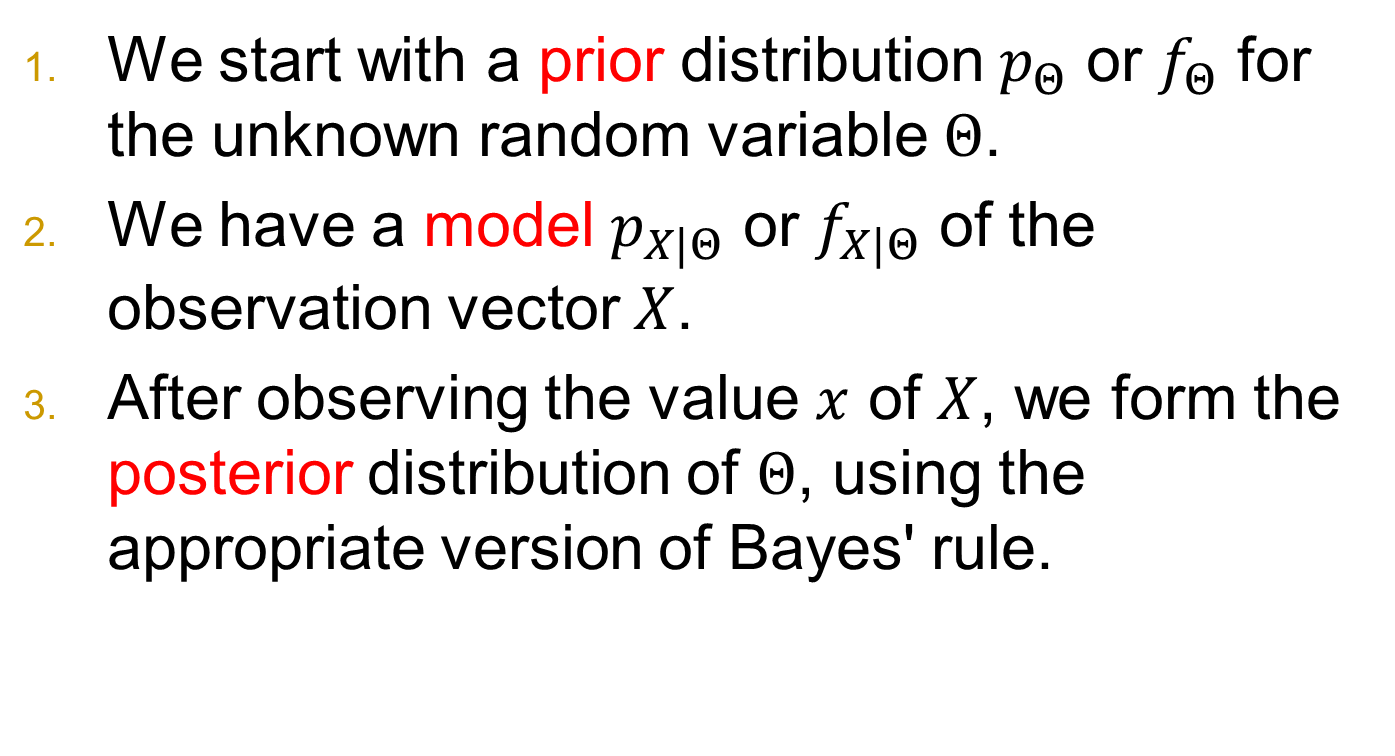 1. We start with a prior distribution 𝑝_Θ or 𝑓_Θ for
the unknown random variable Θ.
2. We have a model 𝑝_{𝑋|Θ} or 𝑓_{𝑋|Θ} of the
observation vector 𝑋.
3. After observing the value 𝑥 of 𝑋, we form the
posterior distribution of Θ, using the
appropriate version of Bayes' rule.